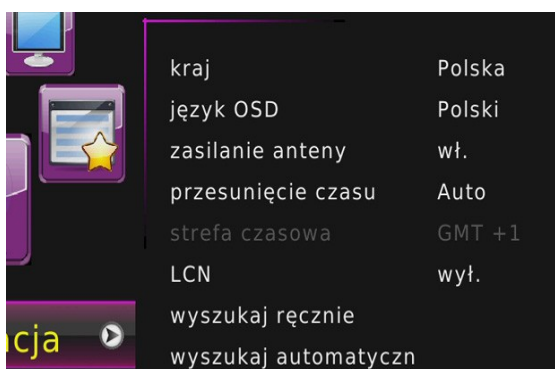 kraj Polska
język OSD Polski
zasilanie anteny wł.
przesunięcie czasu Auto
strefa czasowa GMT +1
LCN wył.
wyszukaj ręcznie
acja wyszukaj automatyczn